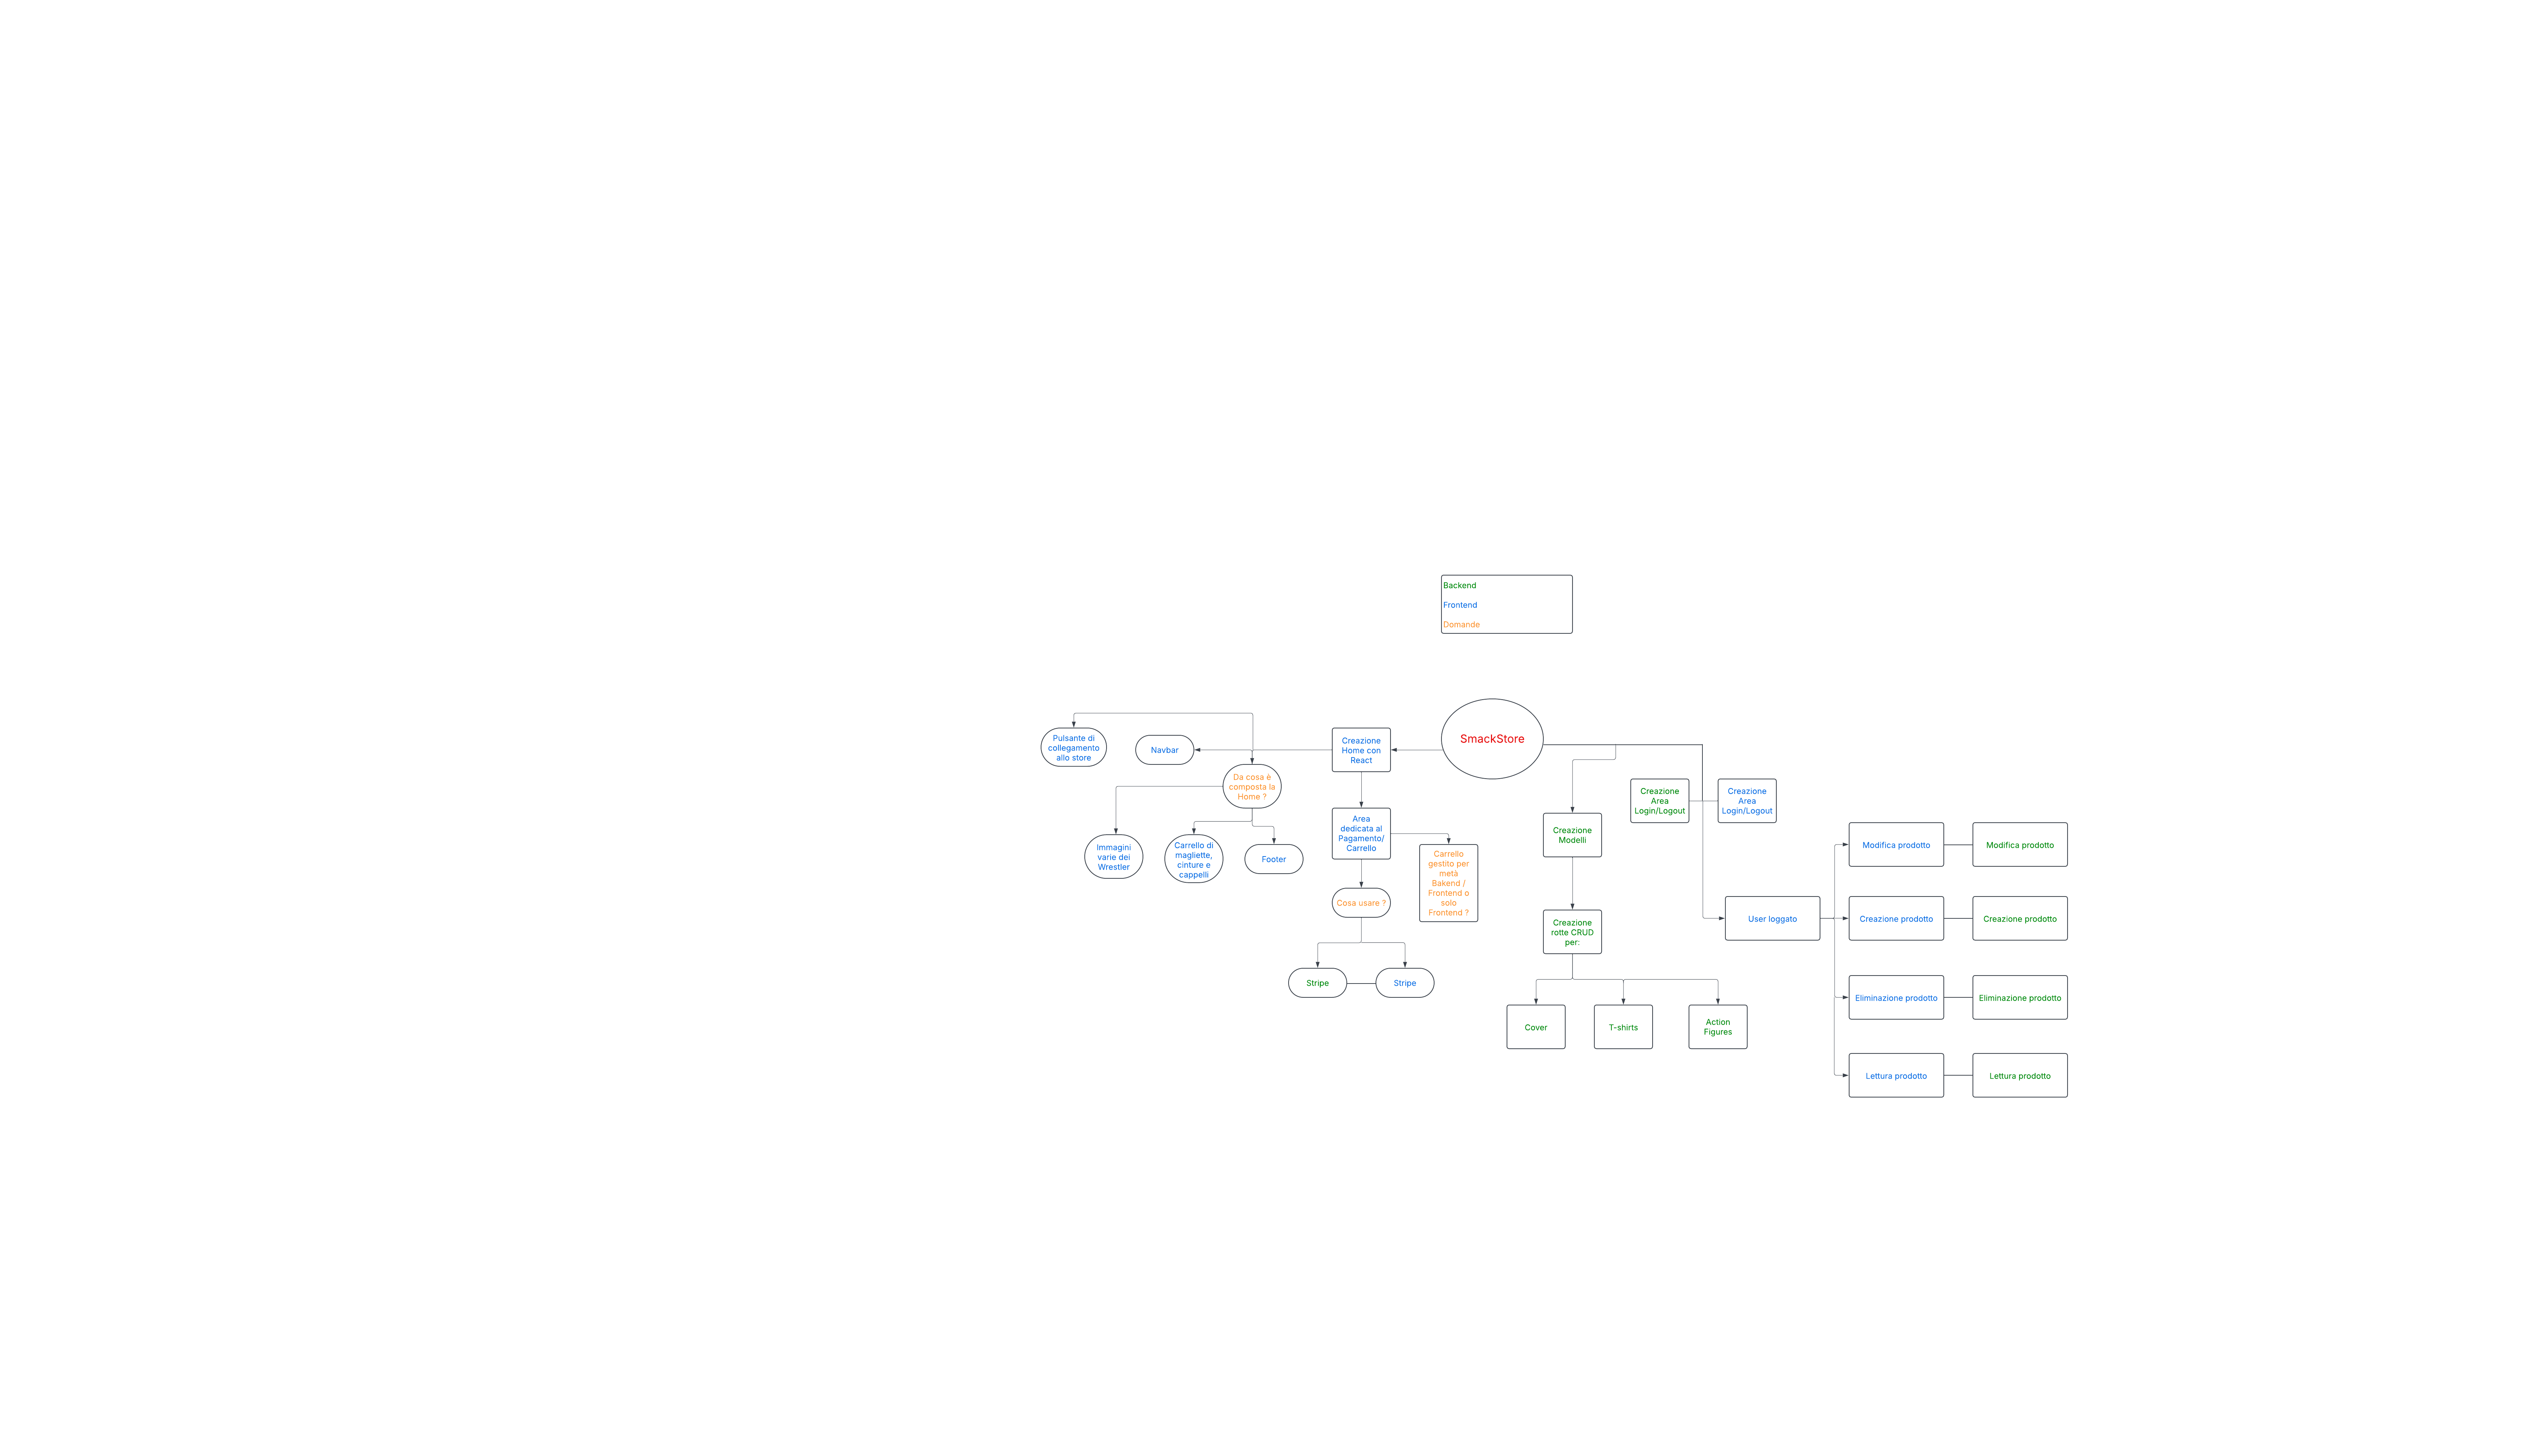 Backend
Frontend
Domande
SmackStore
Creazione
Home con
React
Navbar
Pulsante di
collegamento
allo store
Da cosa è
composta la
Home ?
Immagini
varie dei
Wrestler
Carrello di
magliette,
cinture e
cappelli
Footer
Area
dedicata al
Pagamento/
Carrello
Carrello
gestito per
metà
Bakend /
Frontend o
solo
Frontend ?
Cosa usare ?
Stripe
Stripe
Creazione
Modelli
Creazione
rotte CRUD
per:
Cover
T-shirts
Action
Figures
Creazione
Area
Login/Logout
Creazione
Area
Login/Logout
User loggato
Modifica prodotto
Modifica prodotto
Creazione prodotto
Creazione prodotto
Eliminazione prodotto
Eliminazione prodotto
Lettura prodotto
Lettura prodotto